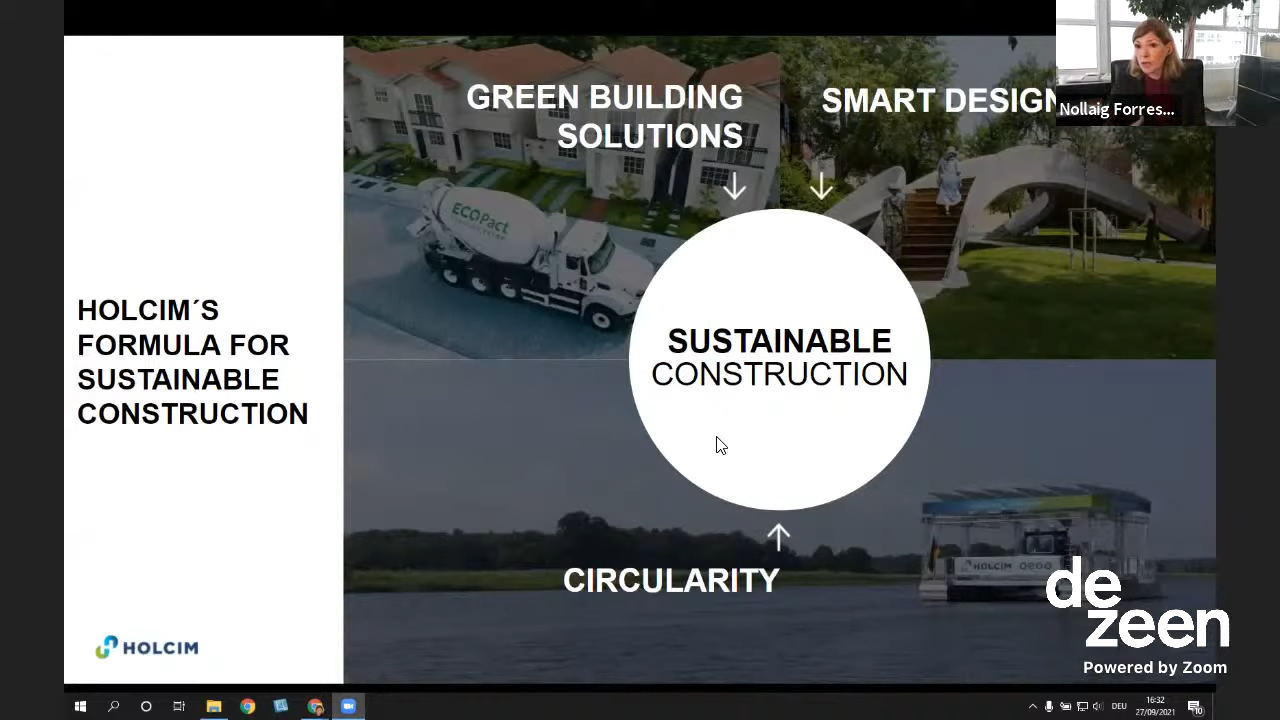 HOLCIM´S
FORMULA FOR
SUSTAINABLE
CONSTRUCTION
HOLCIM
GREEN BUILDING
SOLUTIONS
SMART DESIGN
ECOPact
SUSTAINABLE
CONSTRUCTION
CIRCULARITY
HOLCIM
Nollaig Forres...
de
zeen
Powered by Zoom
DEU
16:32
27/09/2021